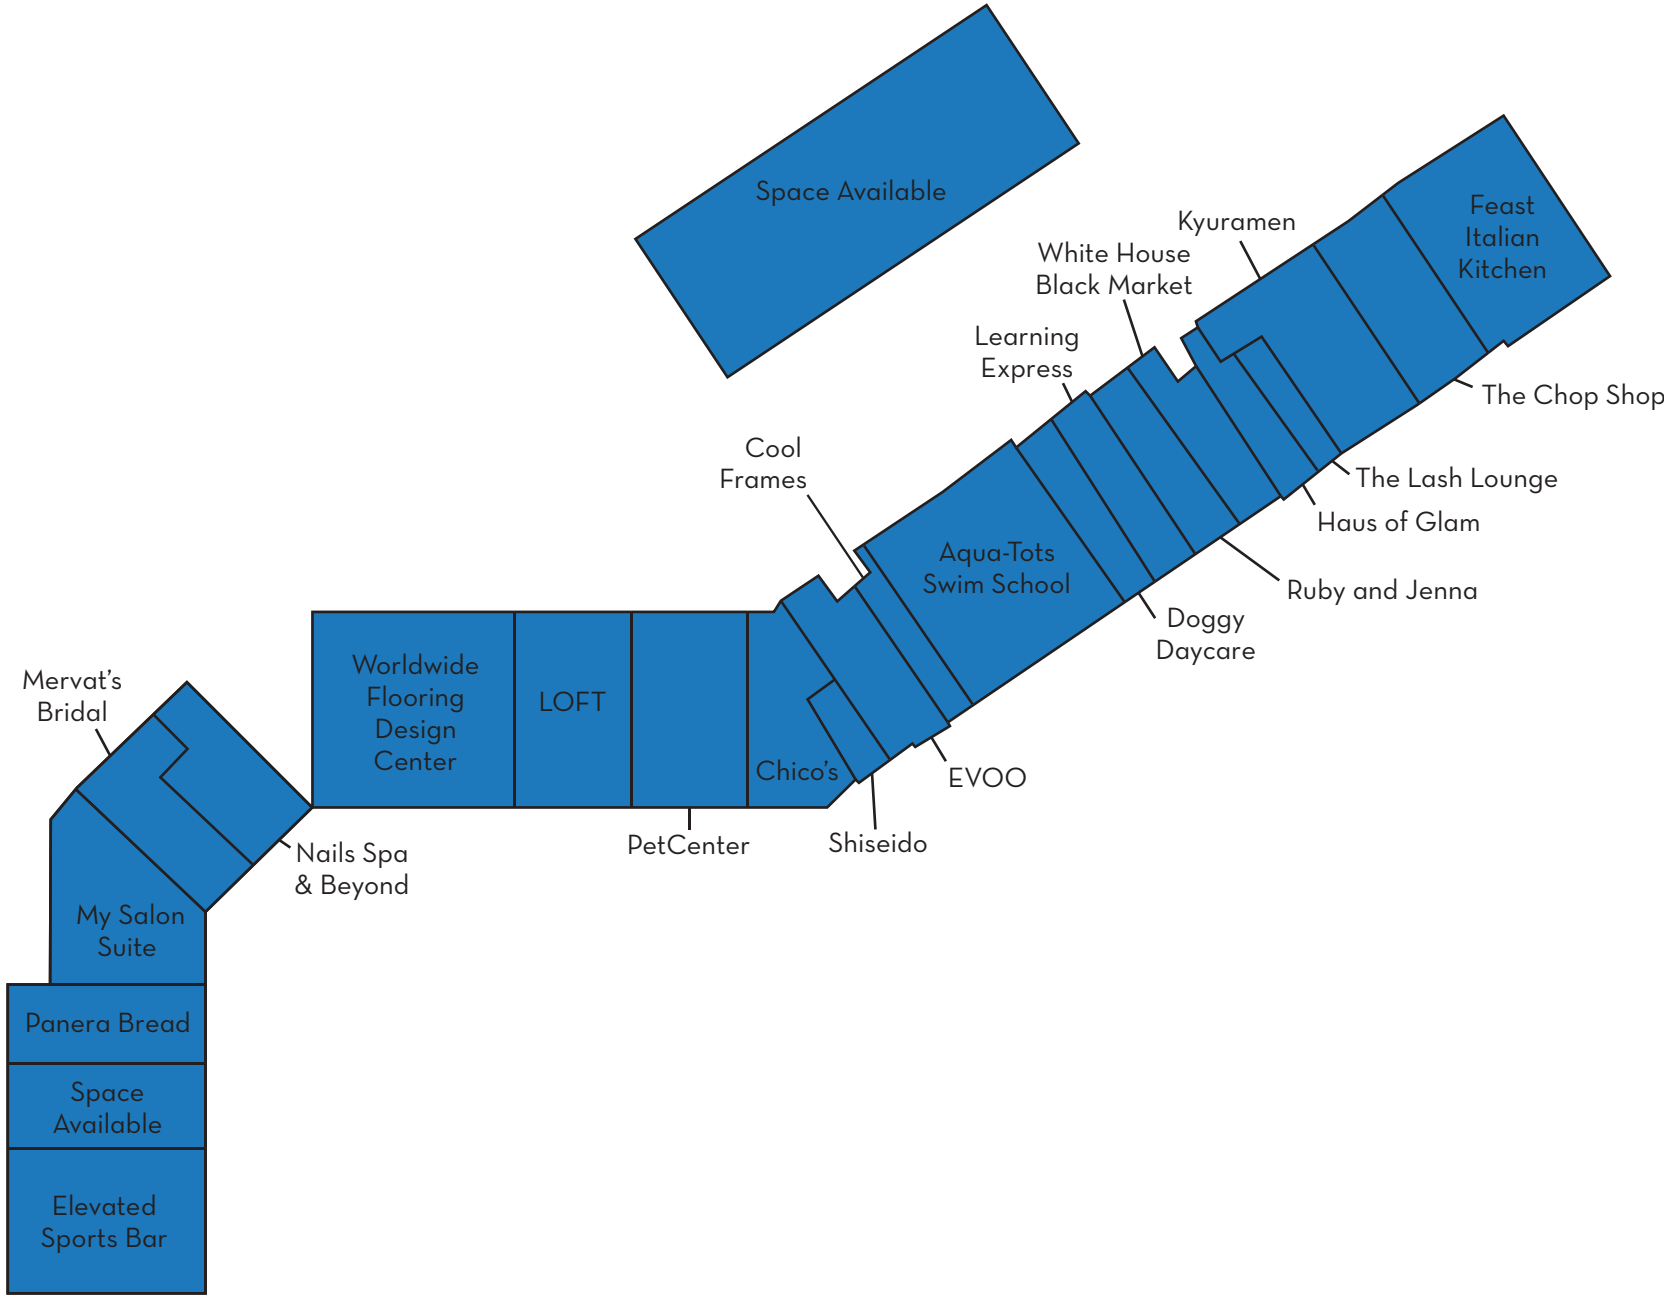 Space Available
Feast
Italian
Kitchen
Kyuramen
White House
Black Market
Learning
Express
The Chop Shop
Cool
Frames
The Lash Lounge
Haus of Glam
Aqua-Tots
Swim School
Ruby and Jenna
Doggy
Daycare
Worldwide
Flooring
Design
Center
LOFT
Mervat's
Bridal
Chico's
EVOO
PetCenter
Shiseido
Nails Spa
& Beyond
My Salon
Suite
Panera Bread
Space
Available
Elevated
Sports Bar